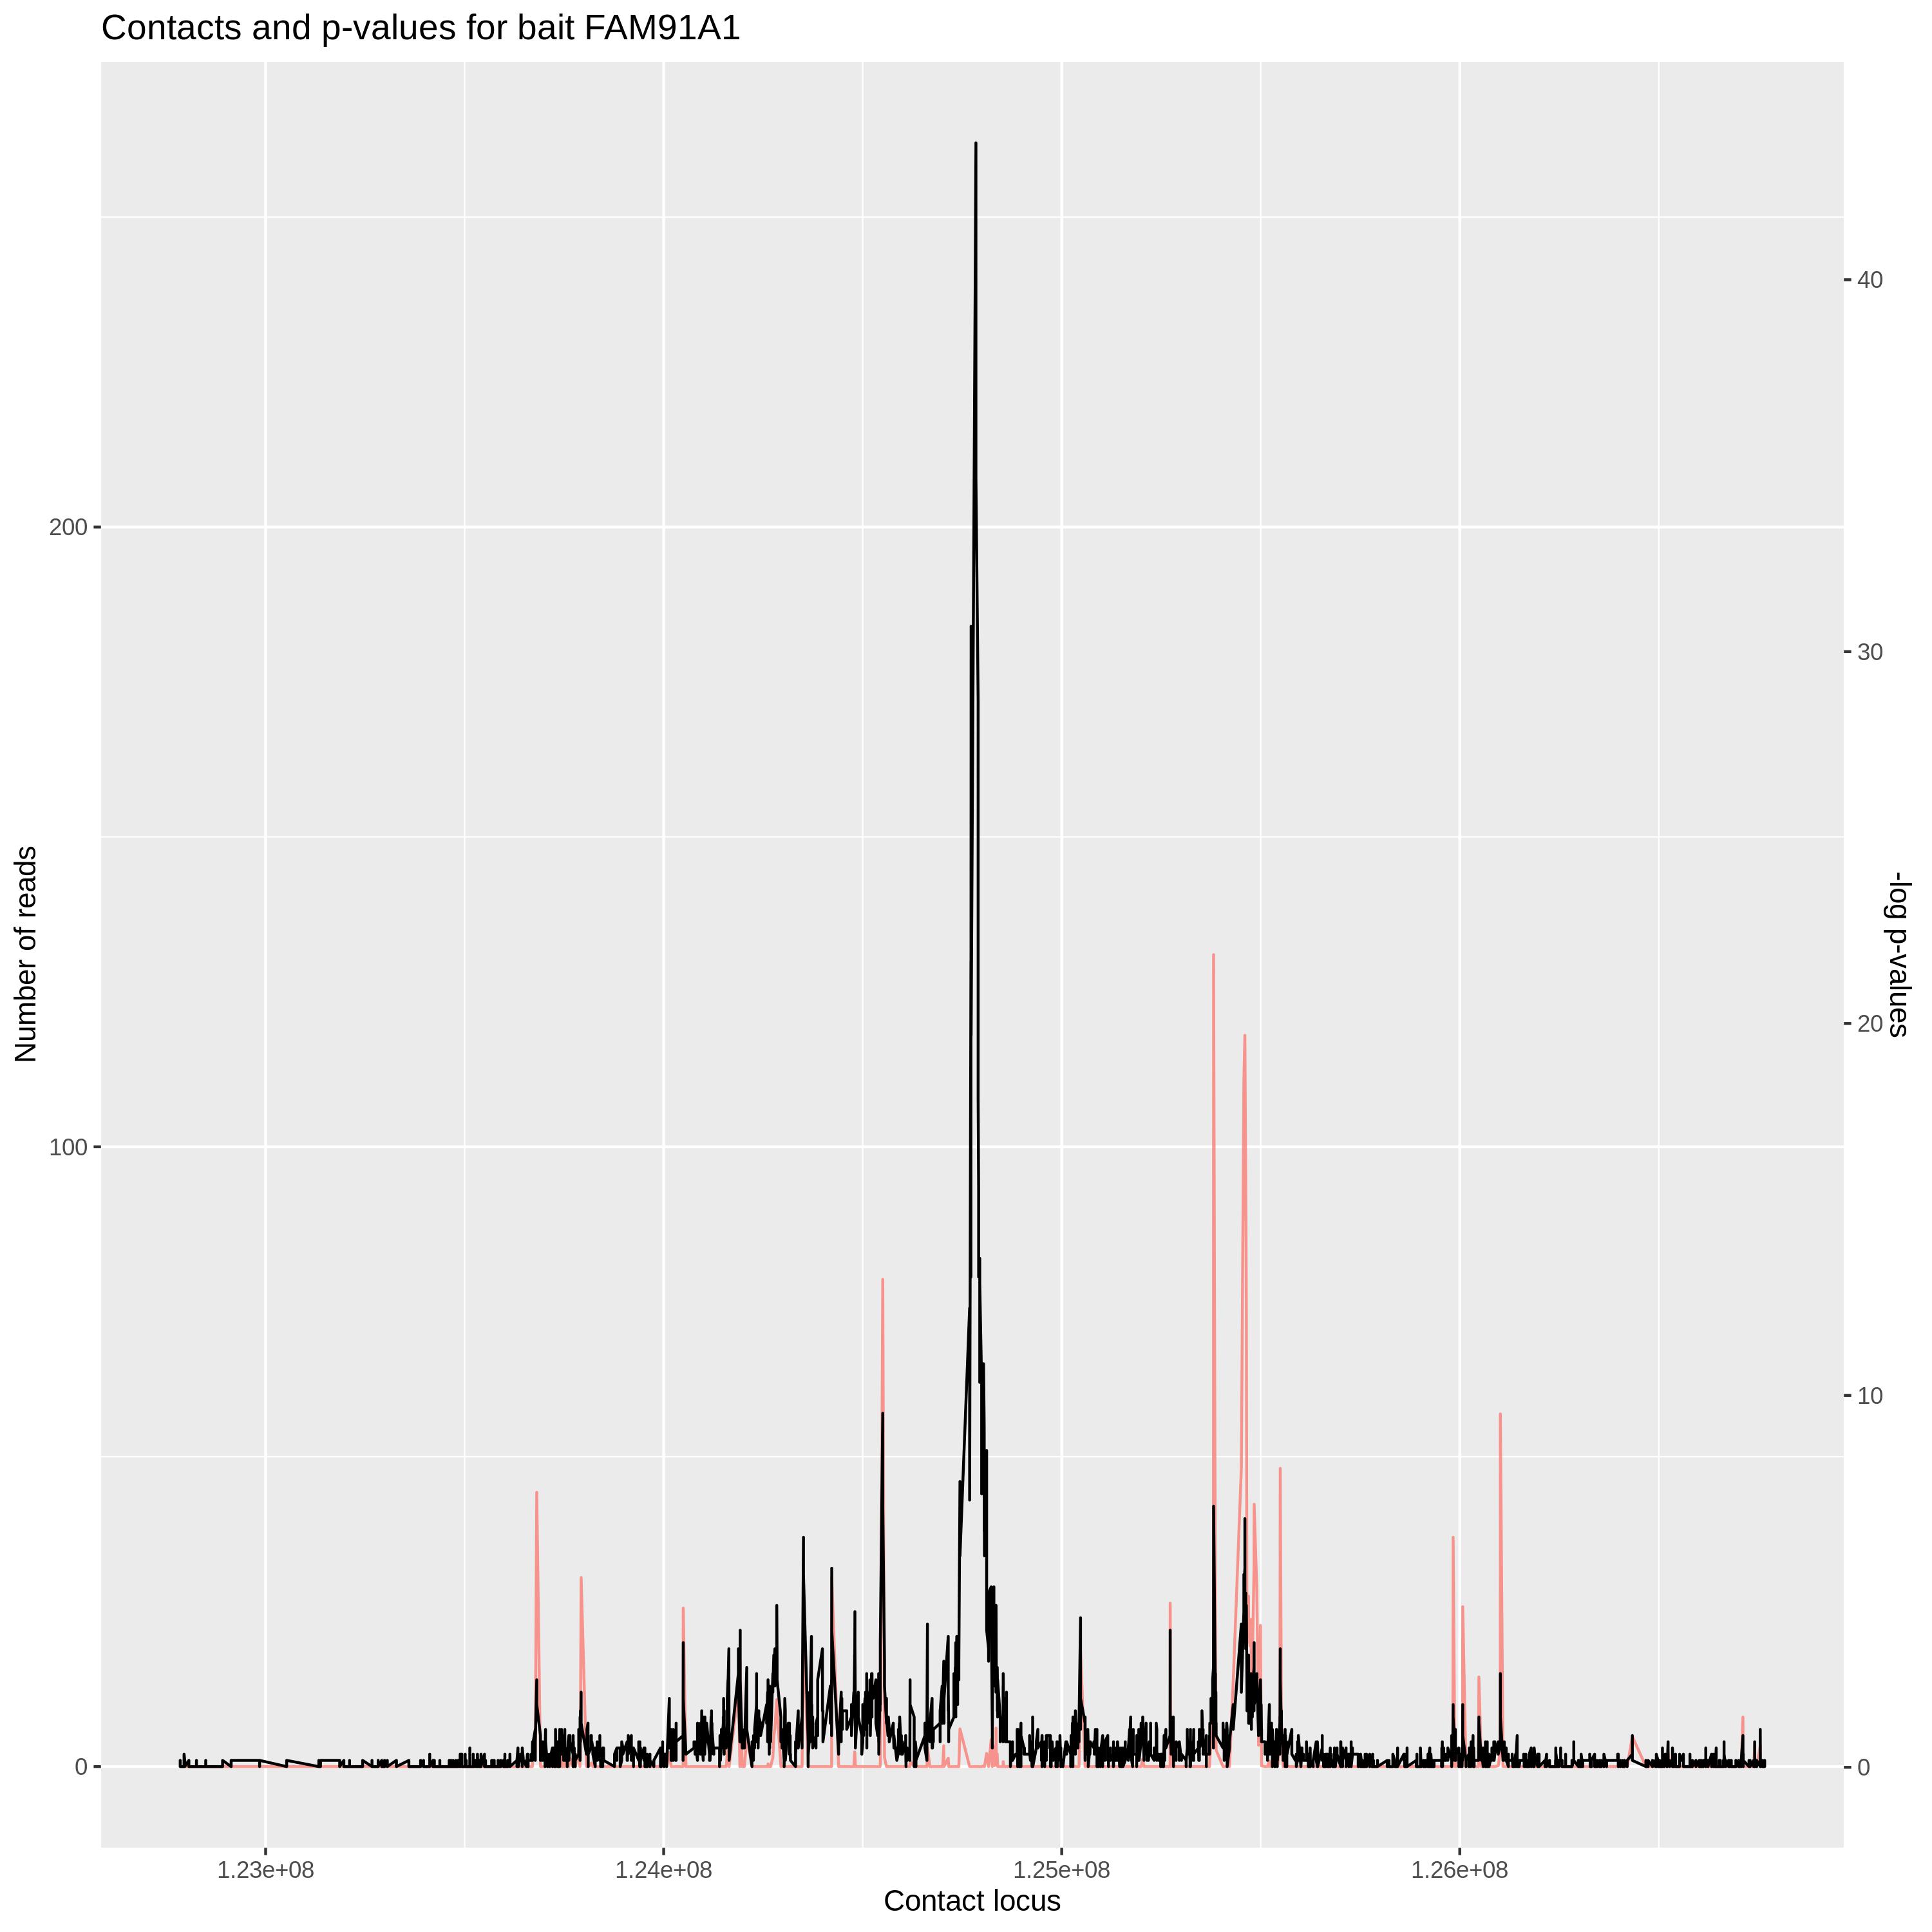 Contacts and p-values for bait FAM91A1
Number of reads
200
100
0
40
30
20
10
0
-log p-values
1.23e+08
1.24e+08
1.25e+08
1.26e+08
Contact locus